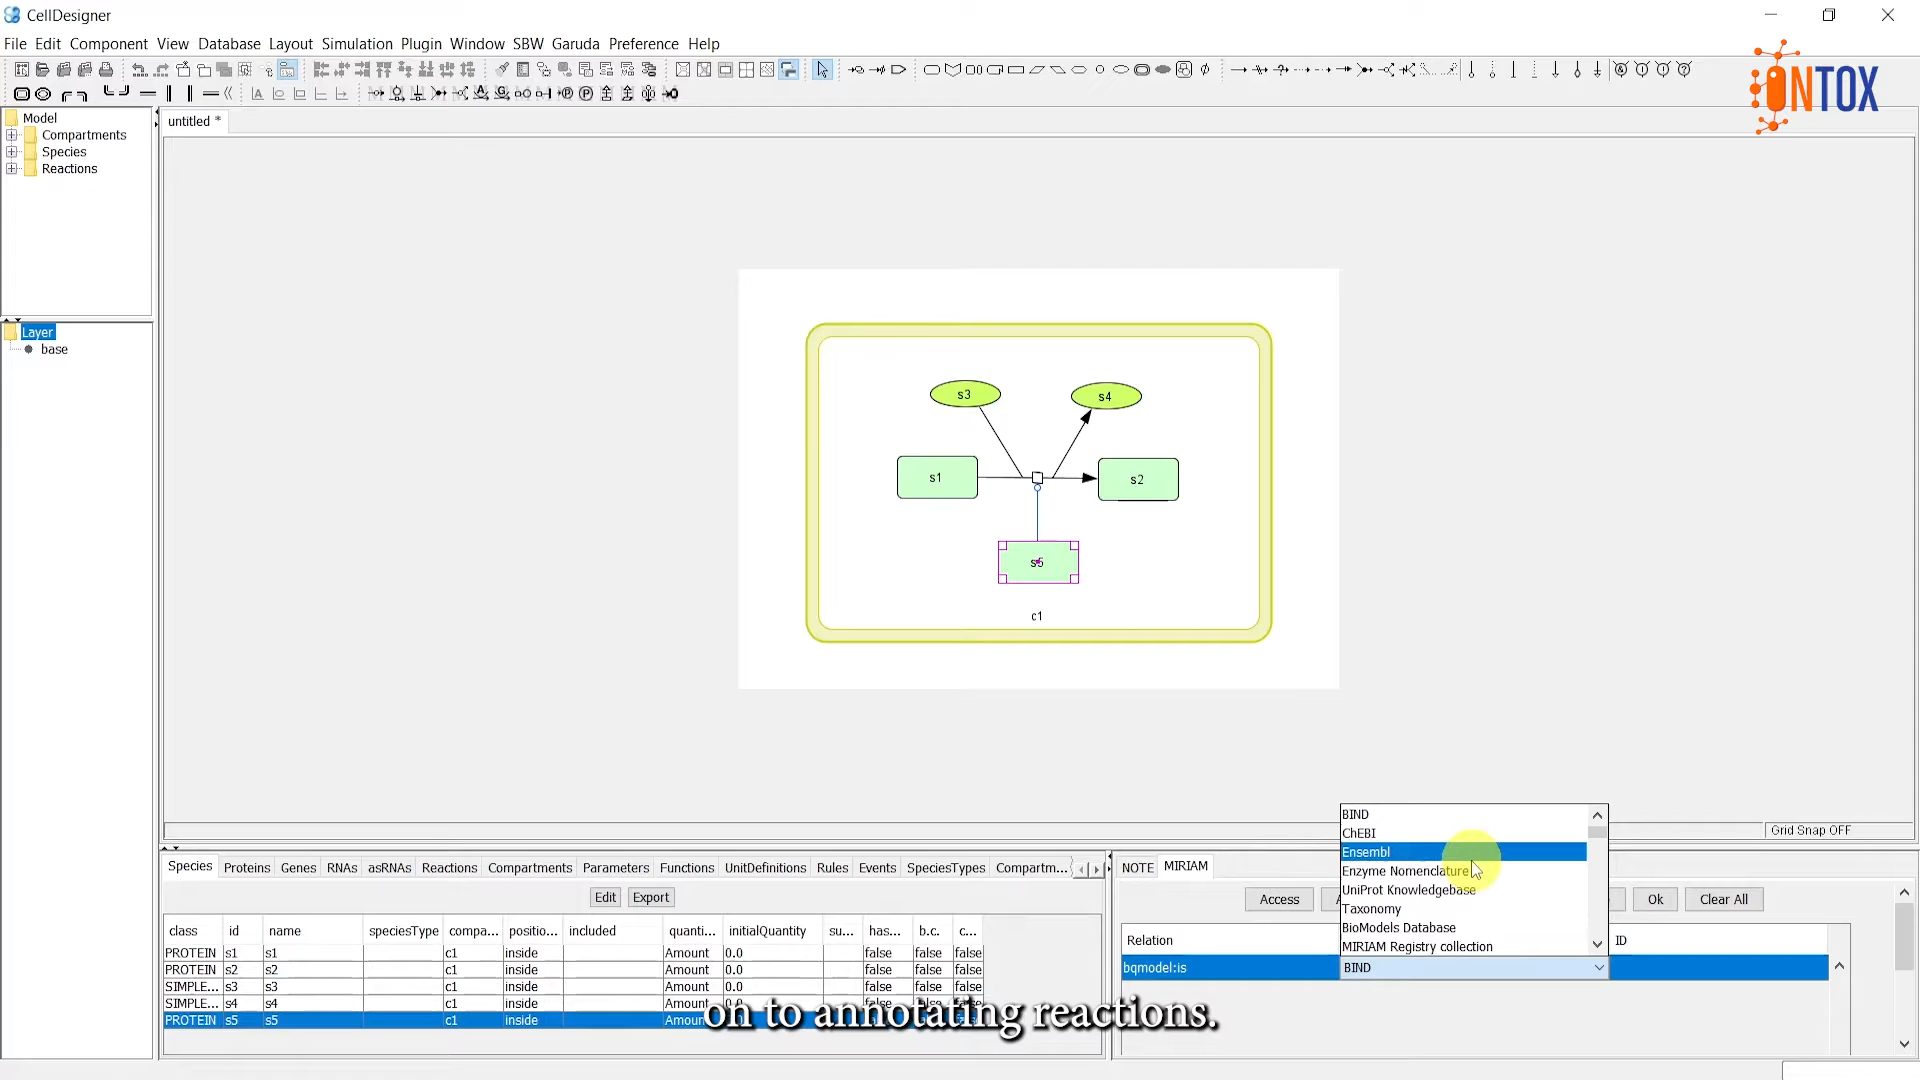 CellDesigner
File Edit Component View Database Layout Simulation Plugin Window SBW Garuda Preference Help
NTOX
Model
Compartments
Species
Reactions
untitled *
Layer
base
s3
s4
s1
s2
s5
c1
Grid Snap OFF
BIND
ChEBI
Ensembl
Enzyme Nomenclature
UniProt Knowledgebase
Taxonomy
BioModels Database
MIRIAM Registry collection
Species Proteins Genes RNAs asRNAs Reactions Compartments Parameters Functions UnitDefinitions Rules Events SpeciesTypes Compartm...
NOTE MIRIAM
Edit Export
Access Ok Clear All
class id name speciesType compa... positio... included quanti... initialQuantity su... has... b.c. c...
PROTEIN s1 s1 c1 inside Amount 0.0 false false false
PROTEIN s2 s2 c1 inside Amount 0.0 false false false
SIMPLE... s3 s3 c1 inside Amount 0.0 false false false
SIMPLE... s4 s4 c1 inside Amount 0.0 false false false
PROTEIN s5 s5 c1 inside
Relation ID
bqmodel:is BIND
on to annotating reactions.